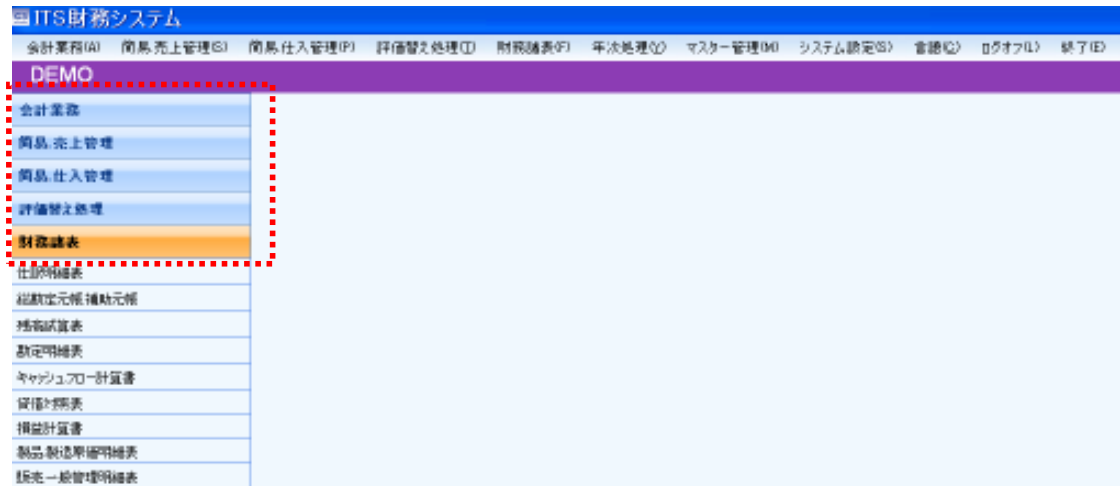 ITS財務システム
会計業務(A) 簡易.売上管理(S) 簡易.仕入管理(P) 評価替え処理(I) 財務諸表(F) 年次処理(Y) マスター管理(M) システム設定(S) 言語(C) ログオフ(L) 終了(E)
DEMO
会計業務
簡易.売上管理
簡易.仕入管理
評価替え処理
財務諸表
仕訳明細表
総勘定元帳.補助元帳
残高試算表
勘定明細表
キャッシュ.フロー計算書
貸借対照表
損益計算書
製品.製造原価明細表
販売.一般管理明細表